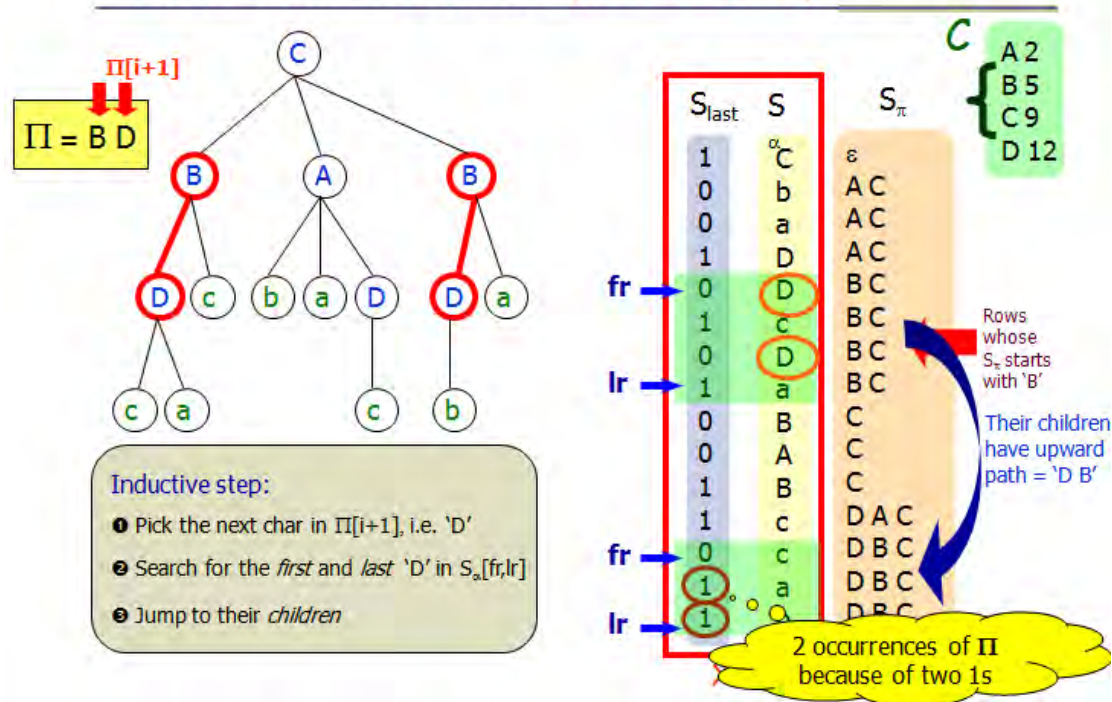 Π[i+1]
Π = B D
C
B A B
D c b a D D a
c a c b
Inductive step:
❶ Pick the next char in Π[i+1], i.e. ‘D’
❷ Search for the first and last ‘D’ in Sα[fr,lr]
❸ Jump to their children
C
A 2
B 5
C 9
D 12
Slast Sα Sπ
1 C ε
0 b A C
0 a A C
1 D A C
fr 0 D B C
1 c B C
0 D B C
lr 1 a B C
0 B C
0 A C
1 B C
1 c D A C
fr 0 c D B C
1 a D B C
lr 1 D B C
Rows
whose
Sπ starts
with ‘B’
Their children
have upward
path = ‘D B’
2 occurrences of Π
because of two 1s